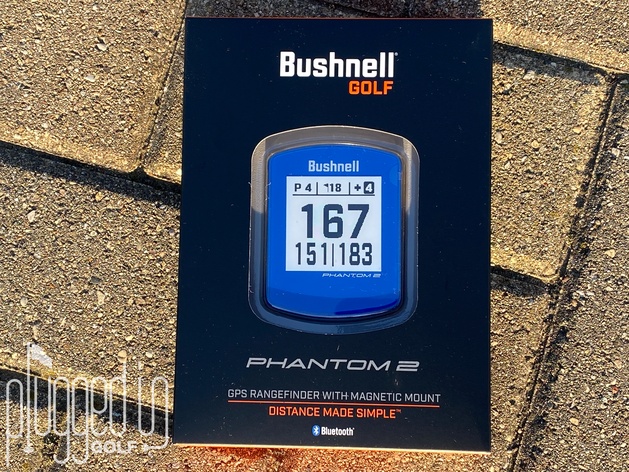 Bushnell®
GOLF
Bushnell
P 4 | 18 | + 4
167
151|183
PHANTOM 2
PHANTOM 2
GPS RANGEFINDER WITH MAGNETIC MOUNT
DISTANCE MADE SIMPLE™
Bluetooth®
plugged in
GOLF